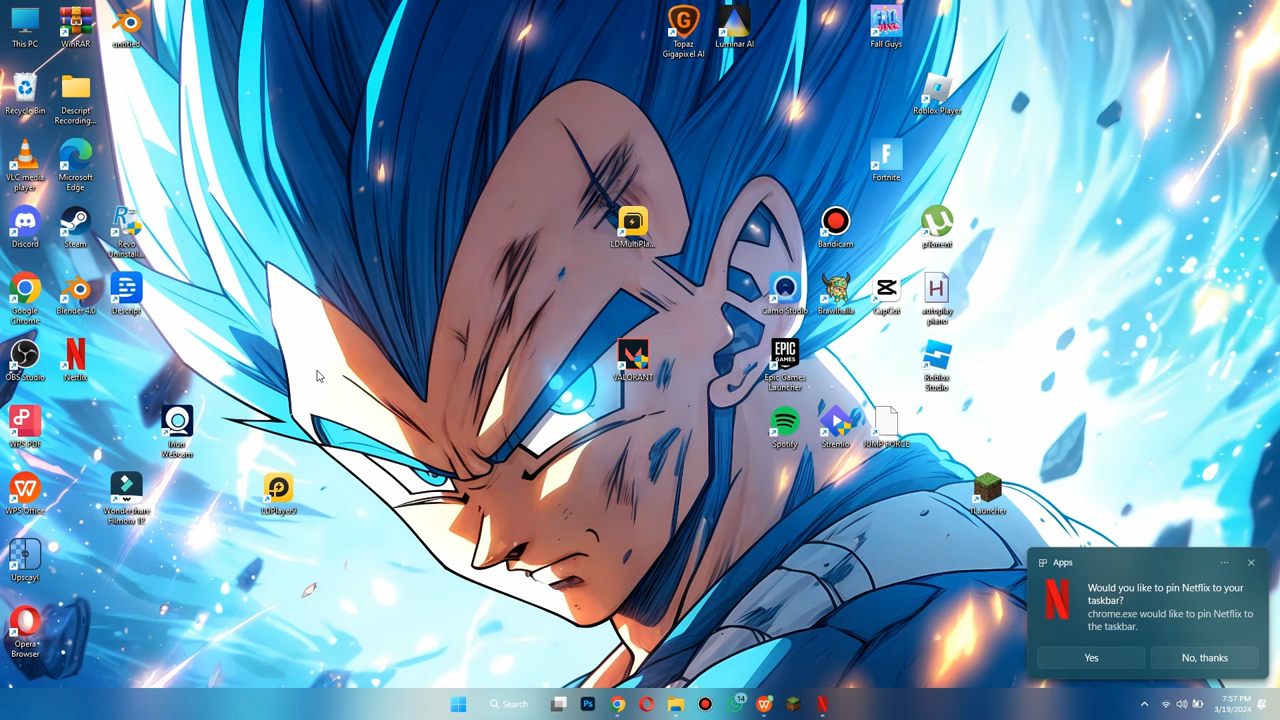 This PC
WinRAR
untitled
Topaz
Gigapixel AI
Luminar AI
Fall Guys
Recycle Bin
Descript
Recording...
Roblox Player
VLC media
player
Microsoft
Edge
Fortnite
Discord
Steam
Revo
Uninstall...
LDMultiPla...
Bandicam
µTorrent
Google
Chrome
Blender 4.0
Descript
Camo Studio
Brawlhalla
CapCut
autoplay
piano
OBS Studio
Netflix
VALORANT
EPIC
GAMES
Epic Games
Launcher
Roblox
Studio
WPS PDF
Iriun
Webcam
Spotify
Stremio
JUMP FORCE
WPS Office
Wondershare
Filmora 12
LDPlayer9
TLauncher
Upscayl
Opera
Browser
Apps
Would you like to pin Netflix to your
taskbar?
chrome.exe would like to pin Netflix to
the taskbar.
Yes
No, thanks
Search
Ps
14
7:57 PM
3/19/2024